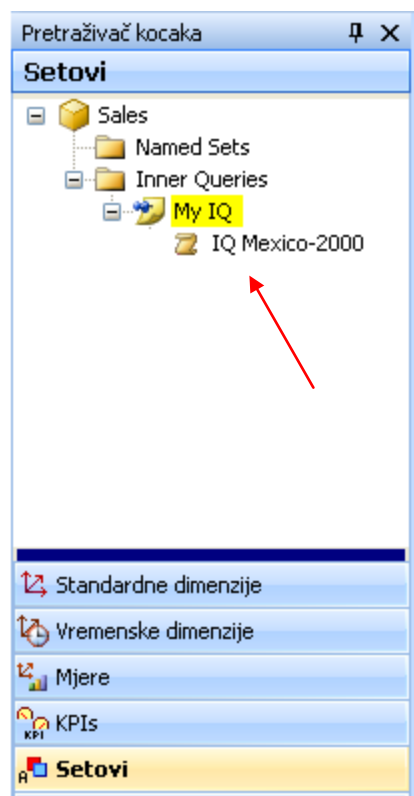 Pretraživač kocaka
Setovi
Sales
Named Sets
Inner Queries
My IQ
IQ Mexico-2000
Standardne dimenzije
Vremenske dimenzije
Mjere
KPI
KPIs
A
Setovi